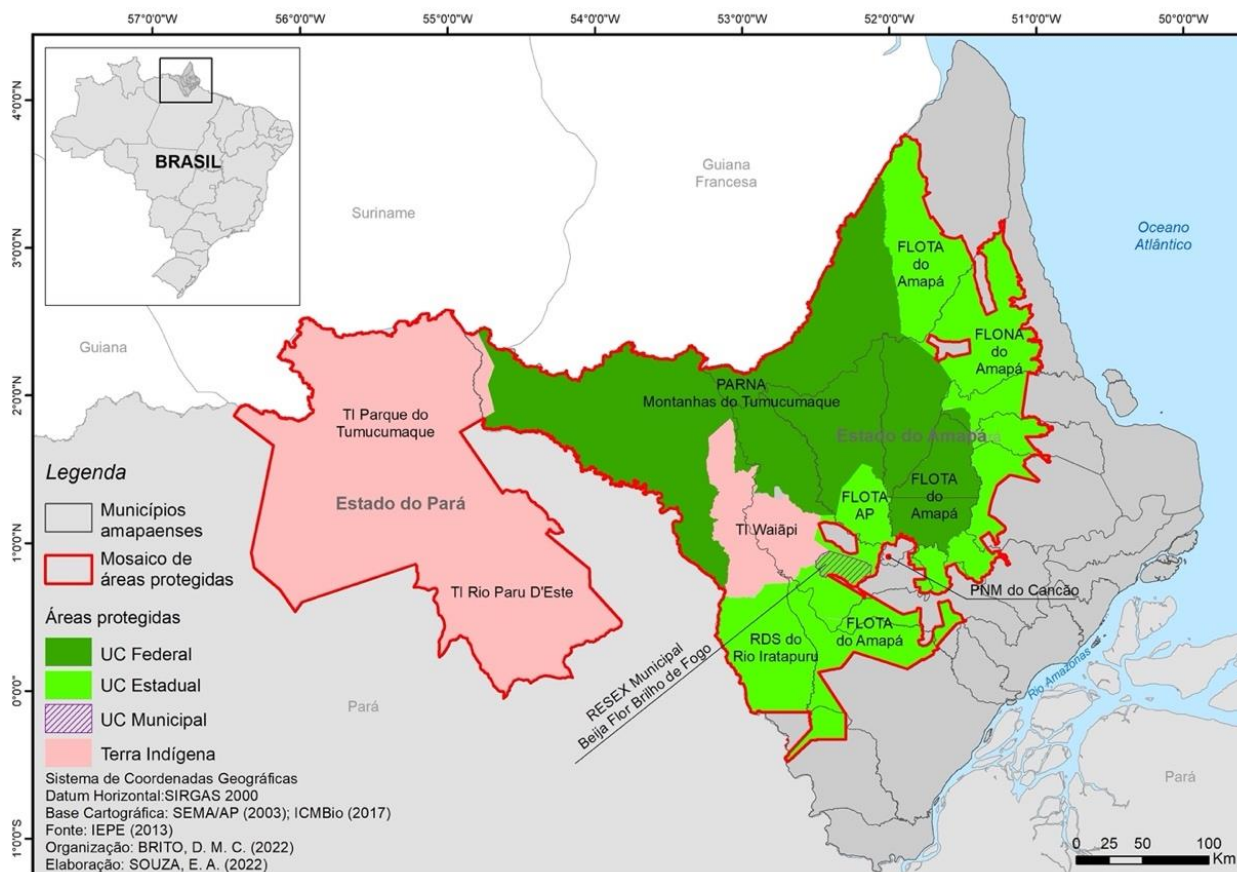 57°0'0"W
56°0'0"W
55°0'0"W
54°0'0"W
53°0'0"W
52°0'0"W
51°0'0"W
50°0'0"W
4°0'0"N
3°0'0"N
2°0'0"N
1°0'0"N
0°0'0"
1°0'0"S
BRASIL
Guiana
Francesa
Suriname
Oceano
Atlântico
FLOTA
do
Amapá
FLONA
do Amapá
Guiana
PARNA
Montanhas do Tumucumaque
TI Parque do
Tumucumaque
Estado do Amapá
Estado do Pará
FLOTA
AP
FLOTA
do
Amapá
TI Waiãpi
TI Rio Paru D'Este
PNM do Cancão
RDS do
Rio Iratapuru
FLOTA
do Amapá
RESEX Municipal
Beija Flor Brilho de Fogo
Rio Amazonas
Pará
Pará
Legenda
Municípios
amapaenses
Mosaico de
áreas protegidas
Áreas protegidas
UC Federal
UC Estadual
UC Municipal
Terra Indígena
Sistema de Coordenadas Geográficas
Datum Horizontal:SIRGAS 2000
Base Cartográfica: SEMA/AP (2003); ICMBio (2017)
Fonte: IEPE (2013)
Organização: BRITO, D. M. C. (2022)
Elaboração: SOUZA, E. A. (2022)
0 25 50 100
Km